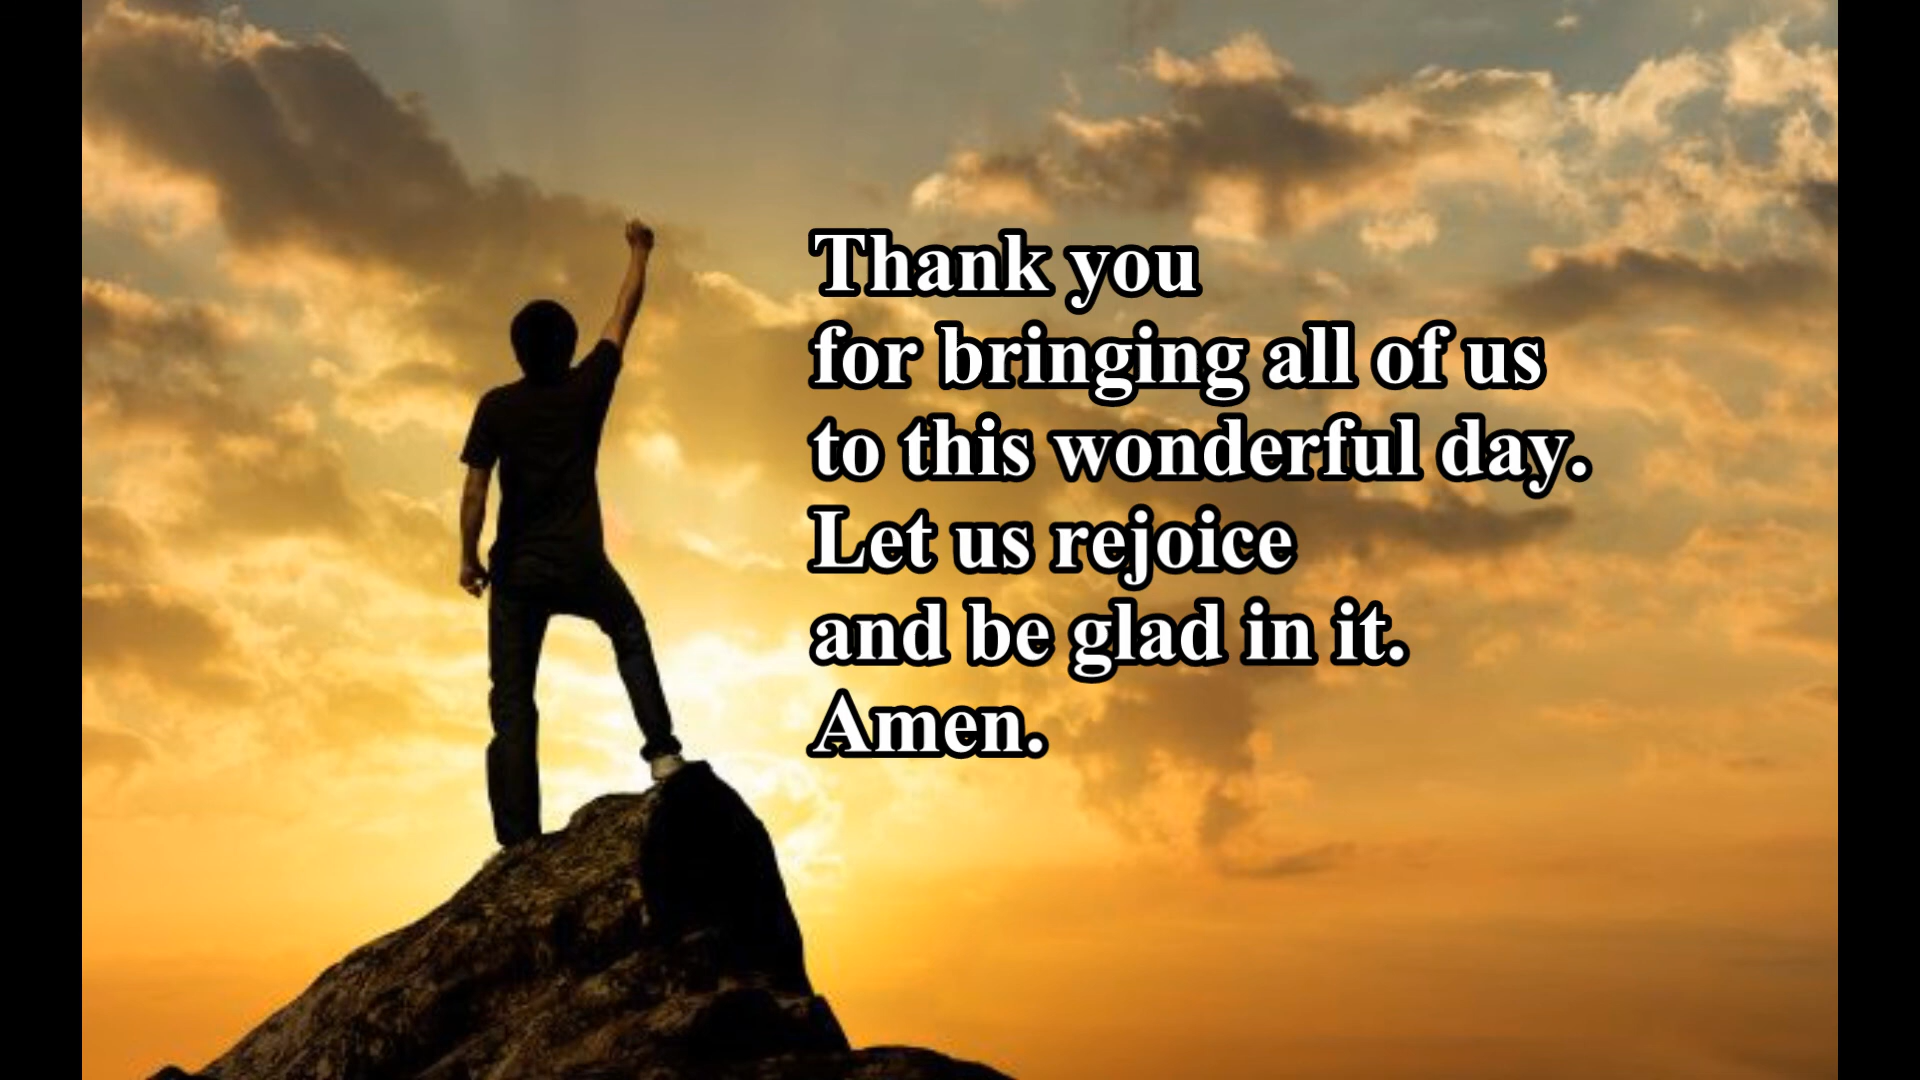 Thank you
for bringing all of us
to this wonderful day.
Let us rejoice
and be glad in it.
Amen.